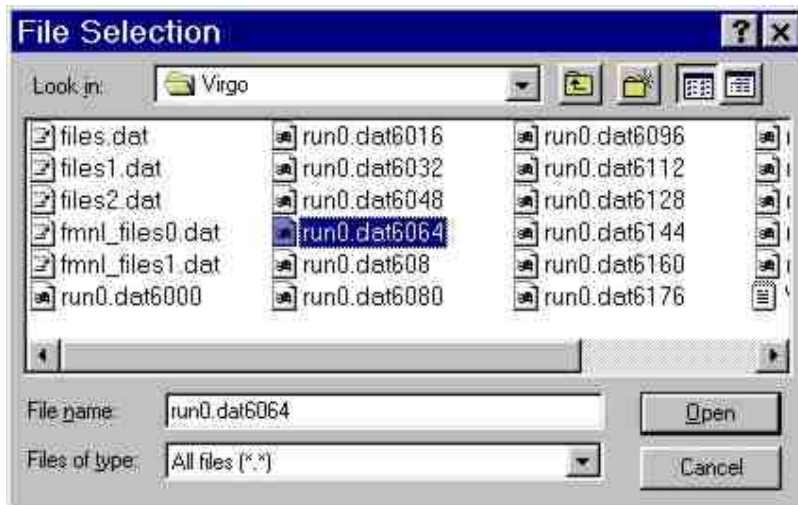 File Selection
Look in: Virgo
files.dat
files1.dat
files2.dat
fmnl_files0.dat
fmnl_files1.dat
run0.dat6000
run0.dat6016
run0.dat6032
run0.dat6048
run0.dat6064
run0.dat608
run0.dat6080
run0.dat6096
run0.dat6112
run0.dat6128
run0.dat6144
run0.dat6160
run0.dat6176
File name: run0.dat6064
Open
Files of type: All files (*.*)
Cancel